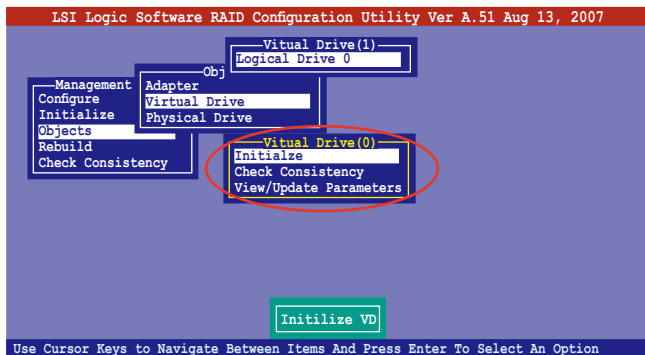 LSI Logic Software RAID Configuration Utility Ver A.51 Aug 13, 2007
Vitual Drive(1)
Logical Drive 0
Obj
Adapter
Virtual Drive
Physical Drive
Management
Configure
Initialize
Objects
Rebuild
Check Consistency
Vitual Drive(0)
Initialze
Check Consistency
View/Update Parameters
Initilize VD
Use Cursor Keys to Navigate Between Items And Press Enter To Select An Option